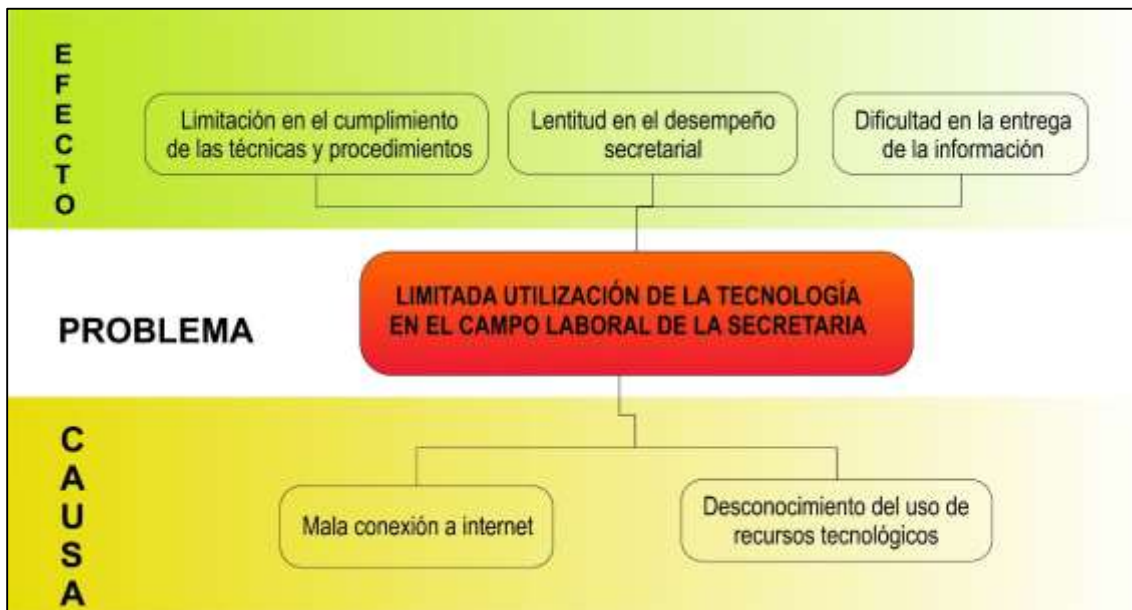 EFECTO
Limitación en el cumplimiento
de las técnicas y procedimientos
Lentitud en el desempeño
secretarial
Dificultad en la entrega
de la información
PROBLEMA
LIMITADA UTILIZACIÓN DE LA TECNOLOGÍA
EN EL CAMPO LABORAL DE LA SECRETARIA
CAUSA
Mala conexión a internet
Desconocimiento del uso de
recursos tecnológicos